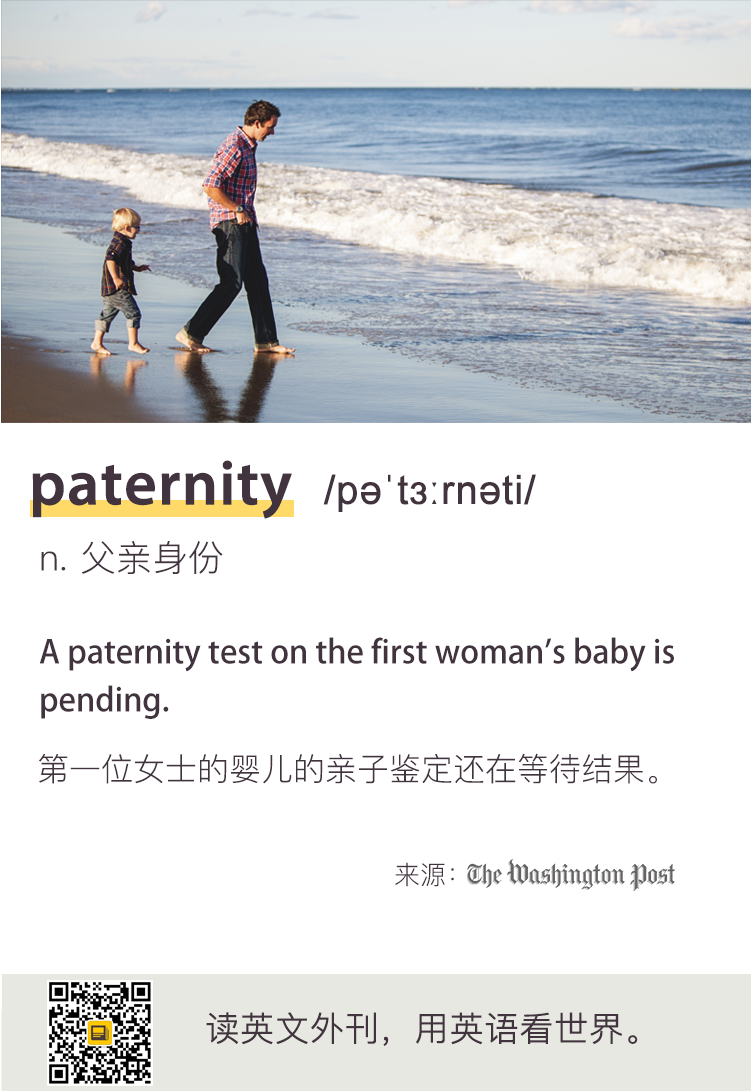 paternity /pəˈtɜːrnəti/
n. 父亲身份
A paternity test on the first woman’s baby is
pending.
第一位女士的婴儿的亲子鉴定还在等待结果。
来源：The Washington Post
读英文外刊，用英语看世界。